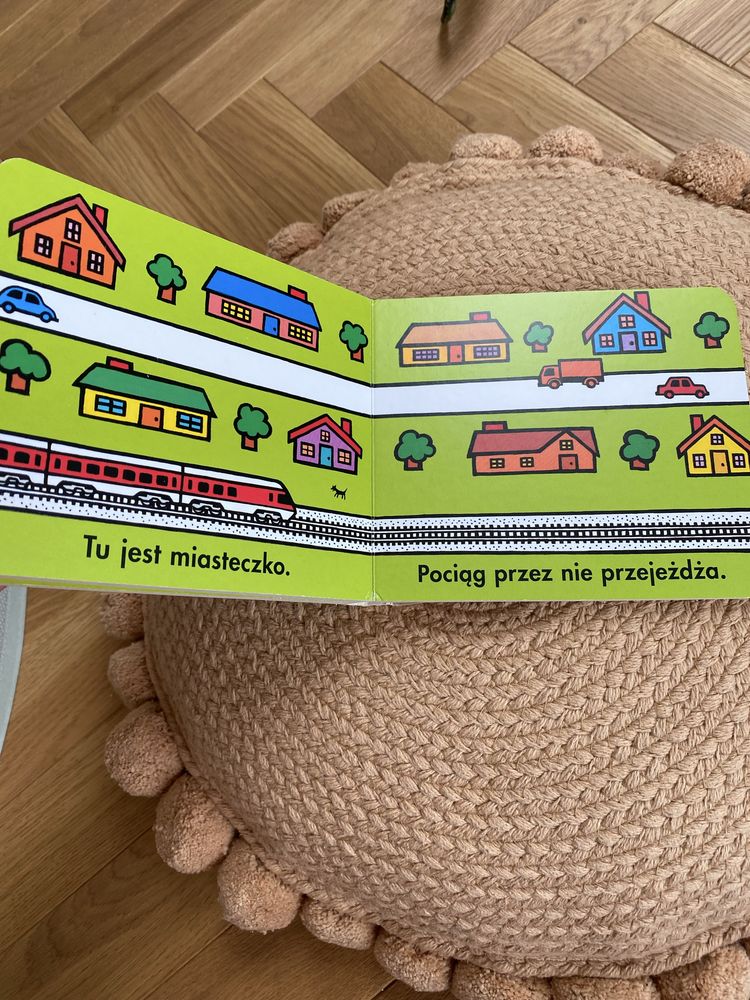 Tu jest miasteczko.
Pociąg przez nie przejeżdża.